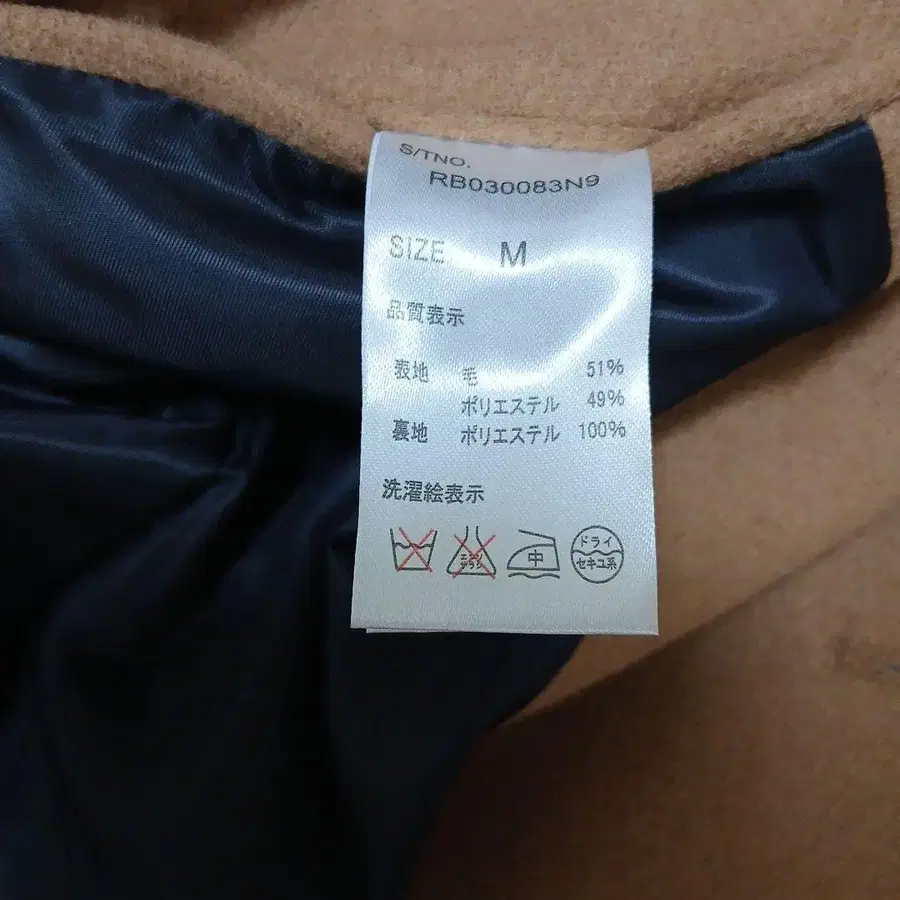 S/TNO.
RB030083N9
SIZE M
品質表示
表地 毛 51%
ポリエステル 49%
裏地 ポリエステル 100%
洗濯絵表示
中
ドライ
セキユ系